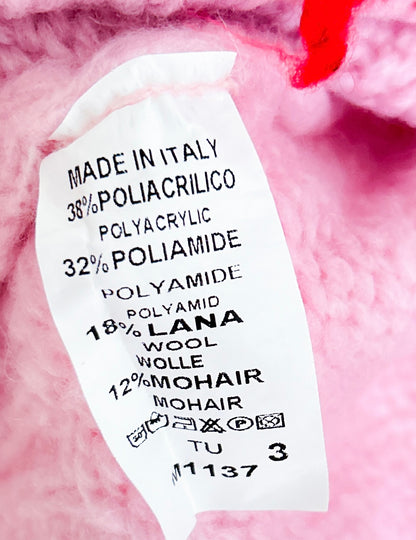 MADE IN ITALY
38%POLIACRILICO
POLYACRYLIC
32%POLIAMIDE
POLYAMIDE
POLYAMID
18%LANA
WOOL
WOLLE
12%MOHAIR
MOHAIR
TU 3
M1137